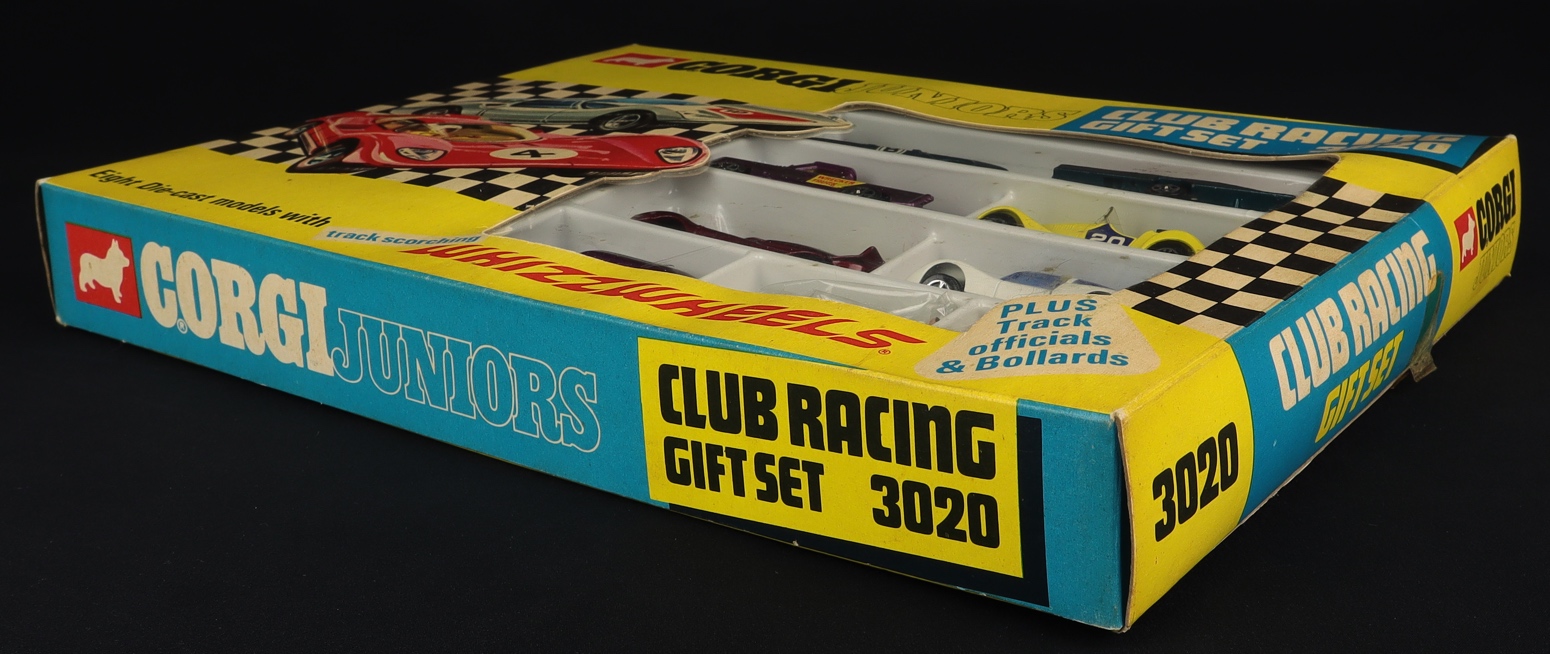 CORGI JUNIORS
CLUB RACING
GIFT SET 3020
4
Eight Die-cast models with
track scorching
WHIZZWHEELS®
20
PLUS
Track
officials
& Bollards
CORGI® JUNIORS
CLUB RACING
GIFT SET 3020
3020
CLUB RACING
GIFT SET
CORGI
JUNIORS